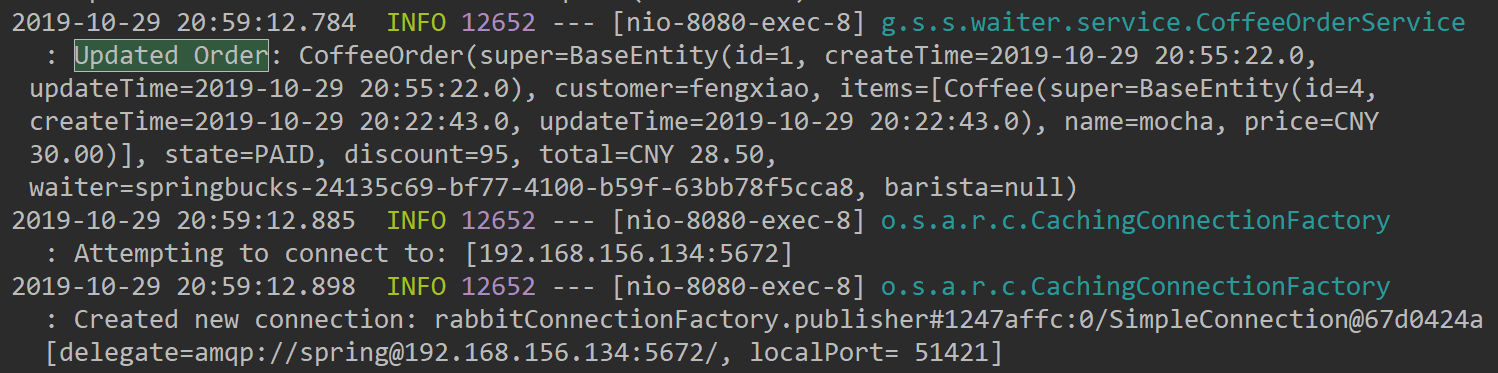 2019-10-29 20:59:12.784  INFO 12652 --- [nio-8080-exec-8] g.s.s.waiter.service.CoffeeOrderService
: Updated Order: CoffeeOrder(super=BaseEntity(id=1, createTime=2019-10-29 20:55:22.0,
updateTime=2019-10-29 20:55:22.0), customer=fengxiao, items=[Coffee(super=BaseEntity(id=4,
createTime=2019-10-29 20:22:43.0, updateTime=2019-10-29 20:22:43.0), name=mocha, price=CNY
30.00)], state=PAID, discount=95, total=CNY 28.50,
waiter=springbucks-24135c69-bf77-4100-b59f-63bb78f5cca8, barista=null)
2019-10-29 20:59:12.885  INFO 12652 --- [nio-8080-exec-8] o.s.a.r.c.CachingConnectionFactory
: Attempting to connect to: [192.168.156.134:5672]
2019-10-29 20:59:12.898  INFO 12652 --- [nio-8080-exec-8] o.s.a.r.c.CachingConnectionFactory
: Created new connection: rabbitConnectionFactory.publisher#1247affc:0/SimpleConnection@67d0424a
[delegate=amqp://spring@192.168.156.134:5672/, localPort= 51421]